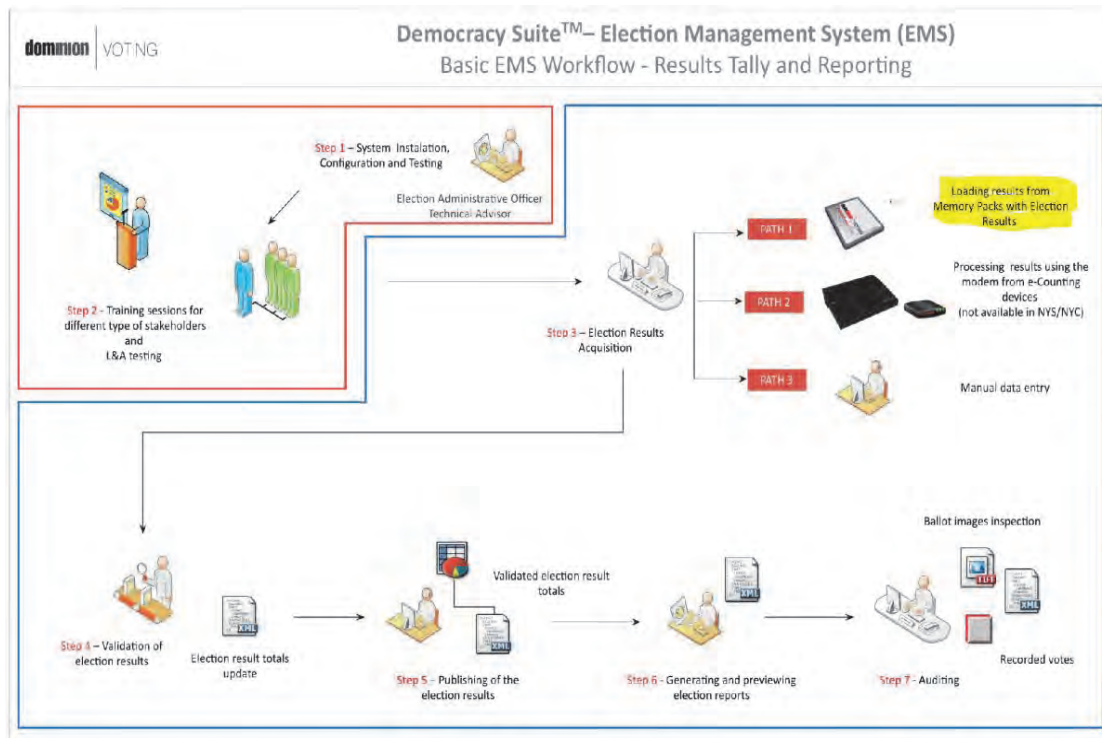 dominion VOTING
Democracy Suite™– Election Management System (EMS)
Basic EMS Workflow - Results Tally and Reporting
Step 1 – System Instalation,
Configuration and Testing
Election Administrative Officer
Technical Advisor
Step 2 - Training sessions for
different type of stakeholders
and
L&A testing
Step 3 – Election Results
Acquisition
PATH 1
Loading results from
Memory Packs with Election
Results
PATH 2
Processing results using the
modem from e-Counting
devices
(not available in NYS/NYC)
PATH 3
Manual data entry
Step 4 – Validation of
election results
XML
Election result totals
update
Step 5 - Publishing of the
election results
XML
Validated election result
totals
XML
Step 6 - Generating and previewing
election reports
Ballot images inspection
TIFF
XML
Recorded votes
Step 7 - Auditing